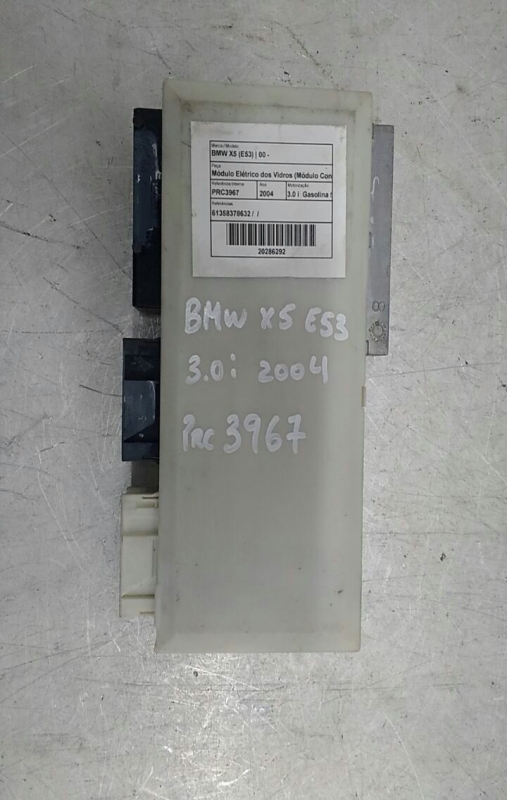 Marca / Modelo
BMW X5 (E53) | 00 -
Peça
Módulo Elétrico dos Vidros (Módulo Con
Referência Interna Ano Motorização
PRC3967 2004 3.0 i Gasolina
Referências
61358378632 / /
20286292
BMW X5 E53
3.0i 2004
PRC 3967
8